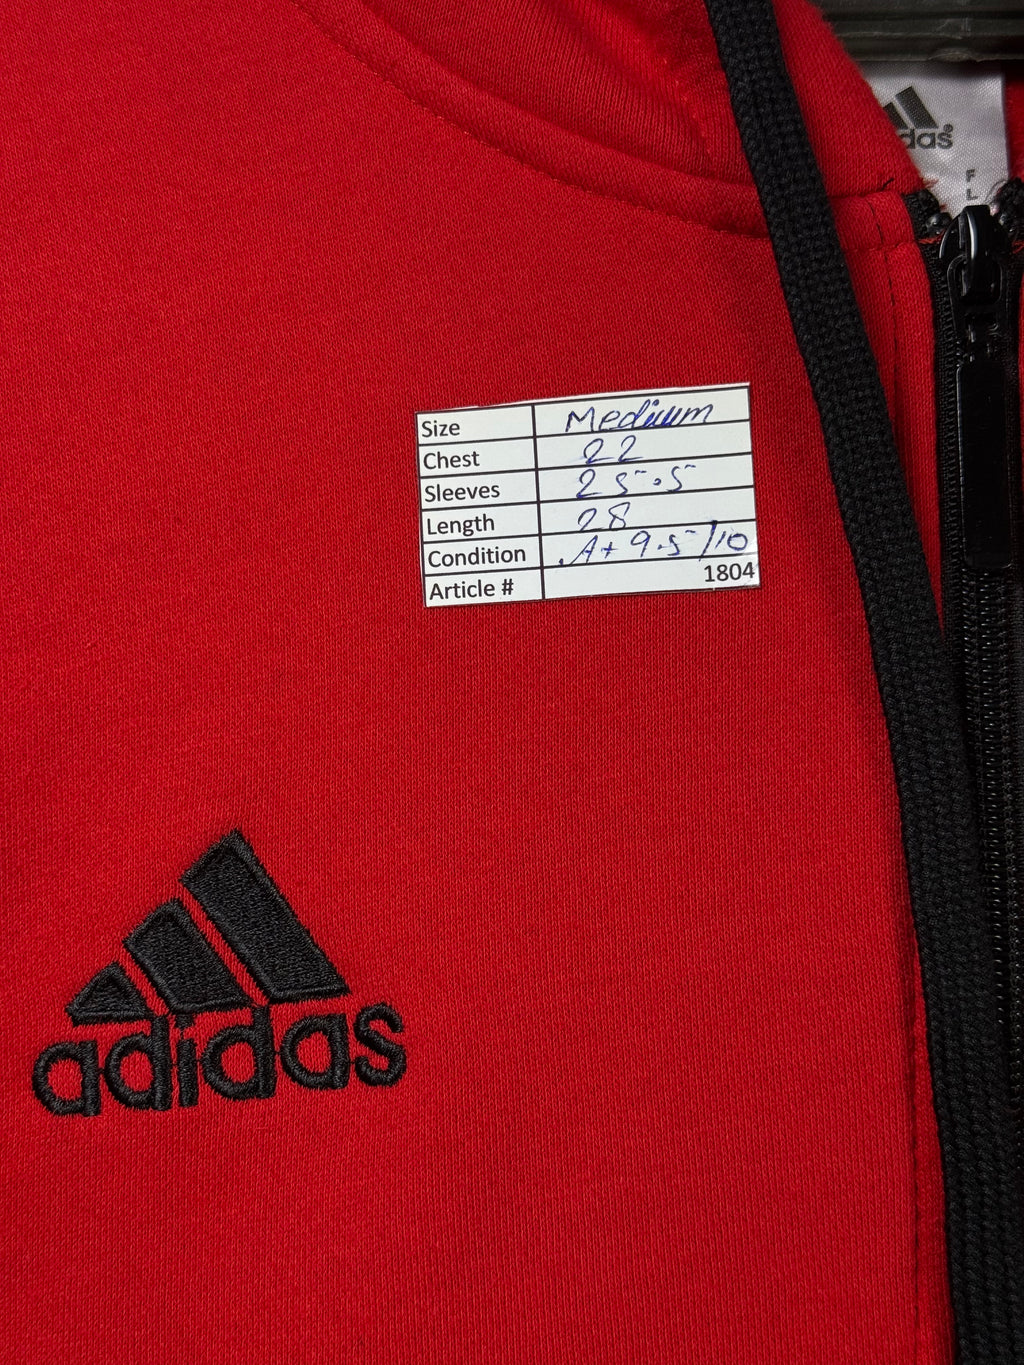 adidas®
F
L
Size Medium
Chest 22
Sleeves 25.5
Length 28
Condition A+ 9.5/10
Article # 1804
adidas